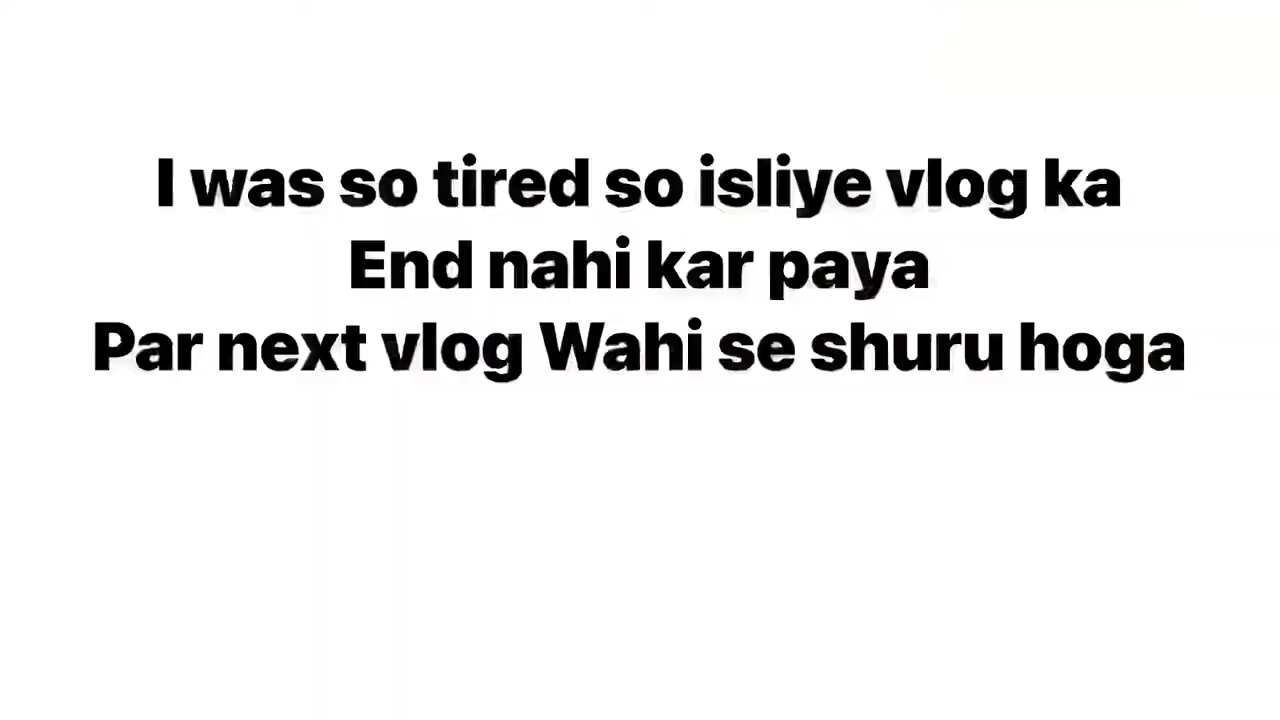 I was so tired so isliye vlog ka
End nahi kar paya
Par next vlog Wahi se shuru hoga